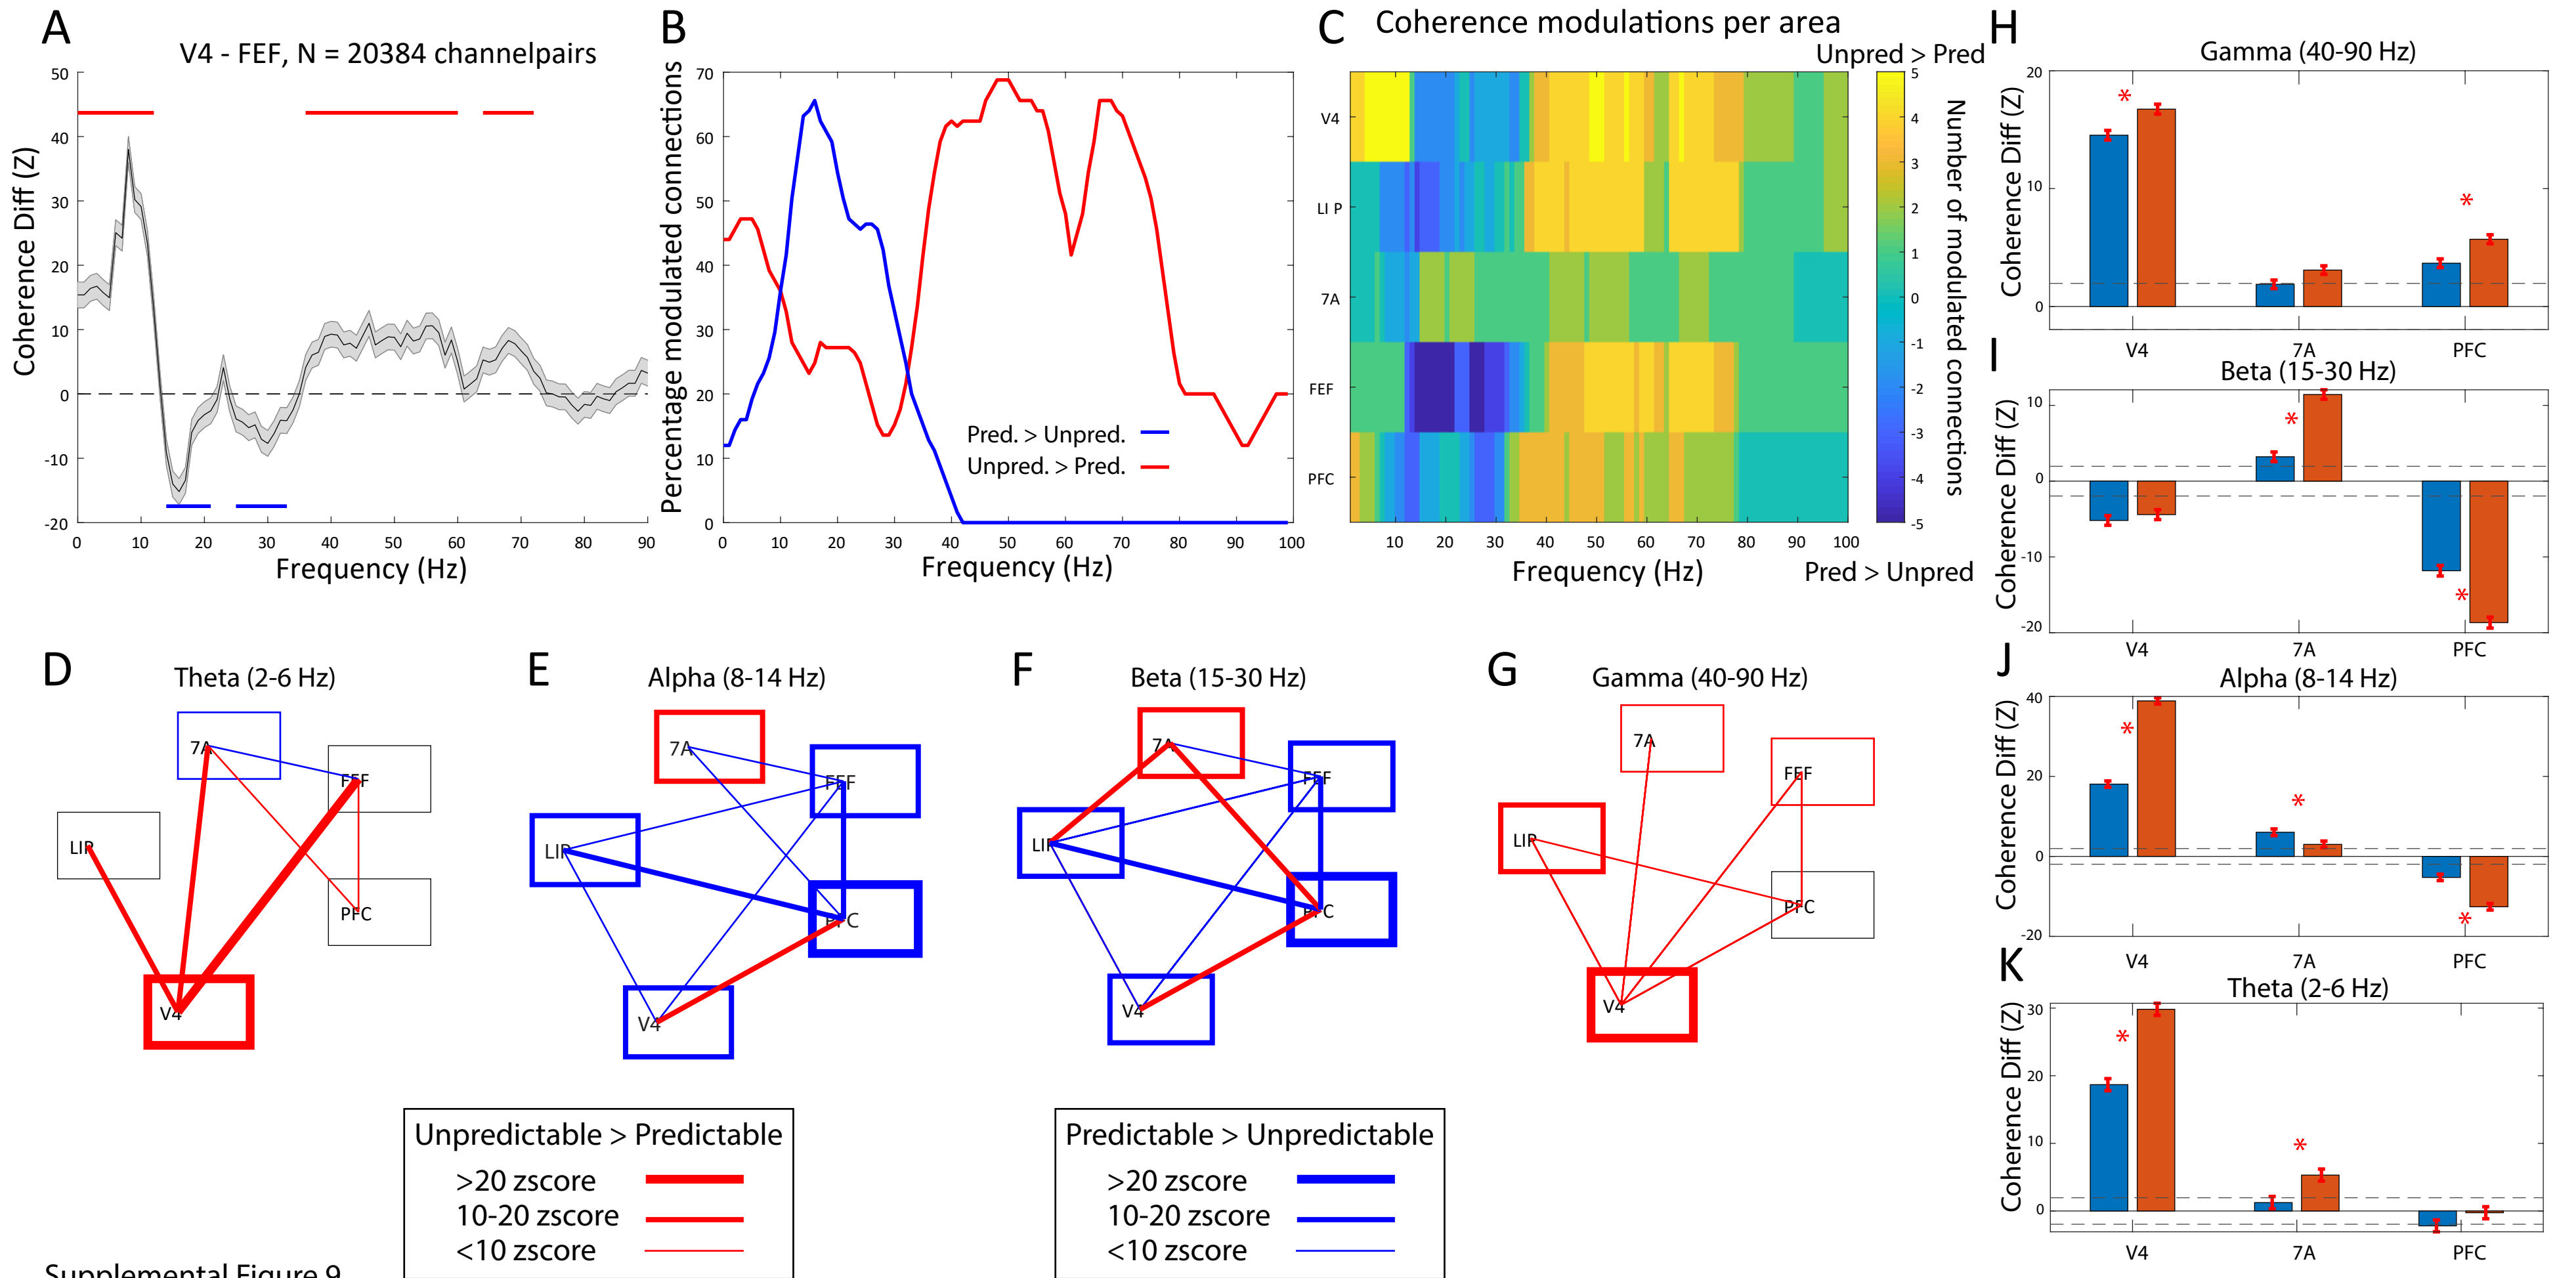 A
V4 - FEF, N = 20384 channelpairs
Coherence Diff (Z)
50
40
30
20
10
0
-10
-20
0 10 20 30 40 50 60 70 80 90
Frequency (Hz)
B
Percentage modulated connections
70
60
50
40
30
20
10
0
Pred. > Unpred.
Unpred. > Pred.
0 10 20 30 40 50 60 70 80 90 100
Frequency (Hz)
C
Coherence modulations per area
Unpred > Pred
V4
LI P
7A
FEF
PFC
10 20 30 40 50 60 70 80 90 100
Frequency (Hz)
5
4
3
2
1
0
-1
-2
-3
-4
-5
Number of modulated connections
Pred > Unpred
D
Theta (2-6 Hz)
7A
FEF
LIP
PFC
V4
E
Alpha (8-14 Hz)
7A
FEF
LIP
PFC
V4
F
Beta (15-30 Hz)
7A
FEF
LIP
PFC
V4
G
Gamma (40-90 Hz)
7A
FEF
LIP
PFC
V4
Unpredictable > Predictable
>20 zscore
10-20 zscore
<10 zscore
Predictable > Unpredictable
>20 zscore
10-20 zscore
<10 zscore
H
Gamma (40-90 Hz)
Coherence Diff (Z)
20
10
0
*
*
V4 7A PFC
I
Beta (15-30 Hz)
Coherence Diff (Z)
10
0
-10
-20
*
*
V4 7A PFC
J
Alpha (8-14 Hz)
Coherence Diff (Z)
40
20
0
-20
*
*
*
V4 7A PFC
K
Theta (2-6 Hz)
Coherence Diff (Z)
30
20
10
0
*
*
V4 7A PFC
Supplemental Figure 9